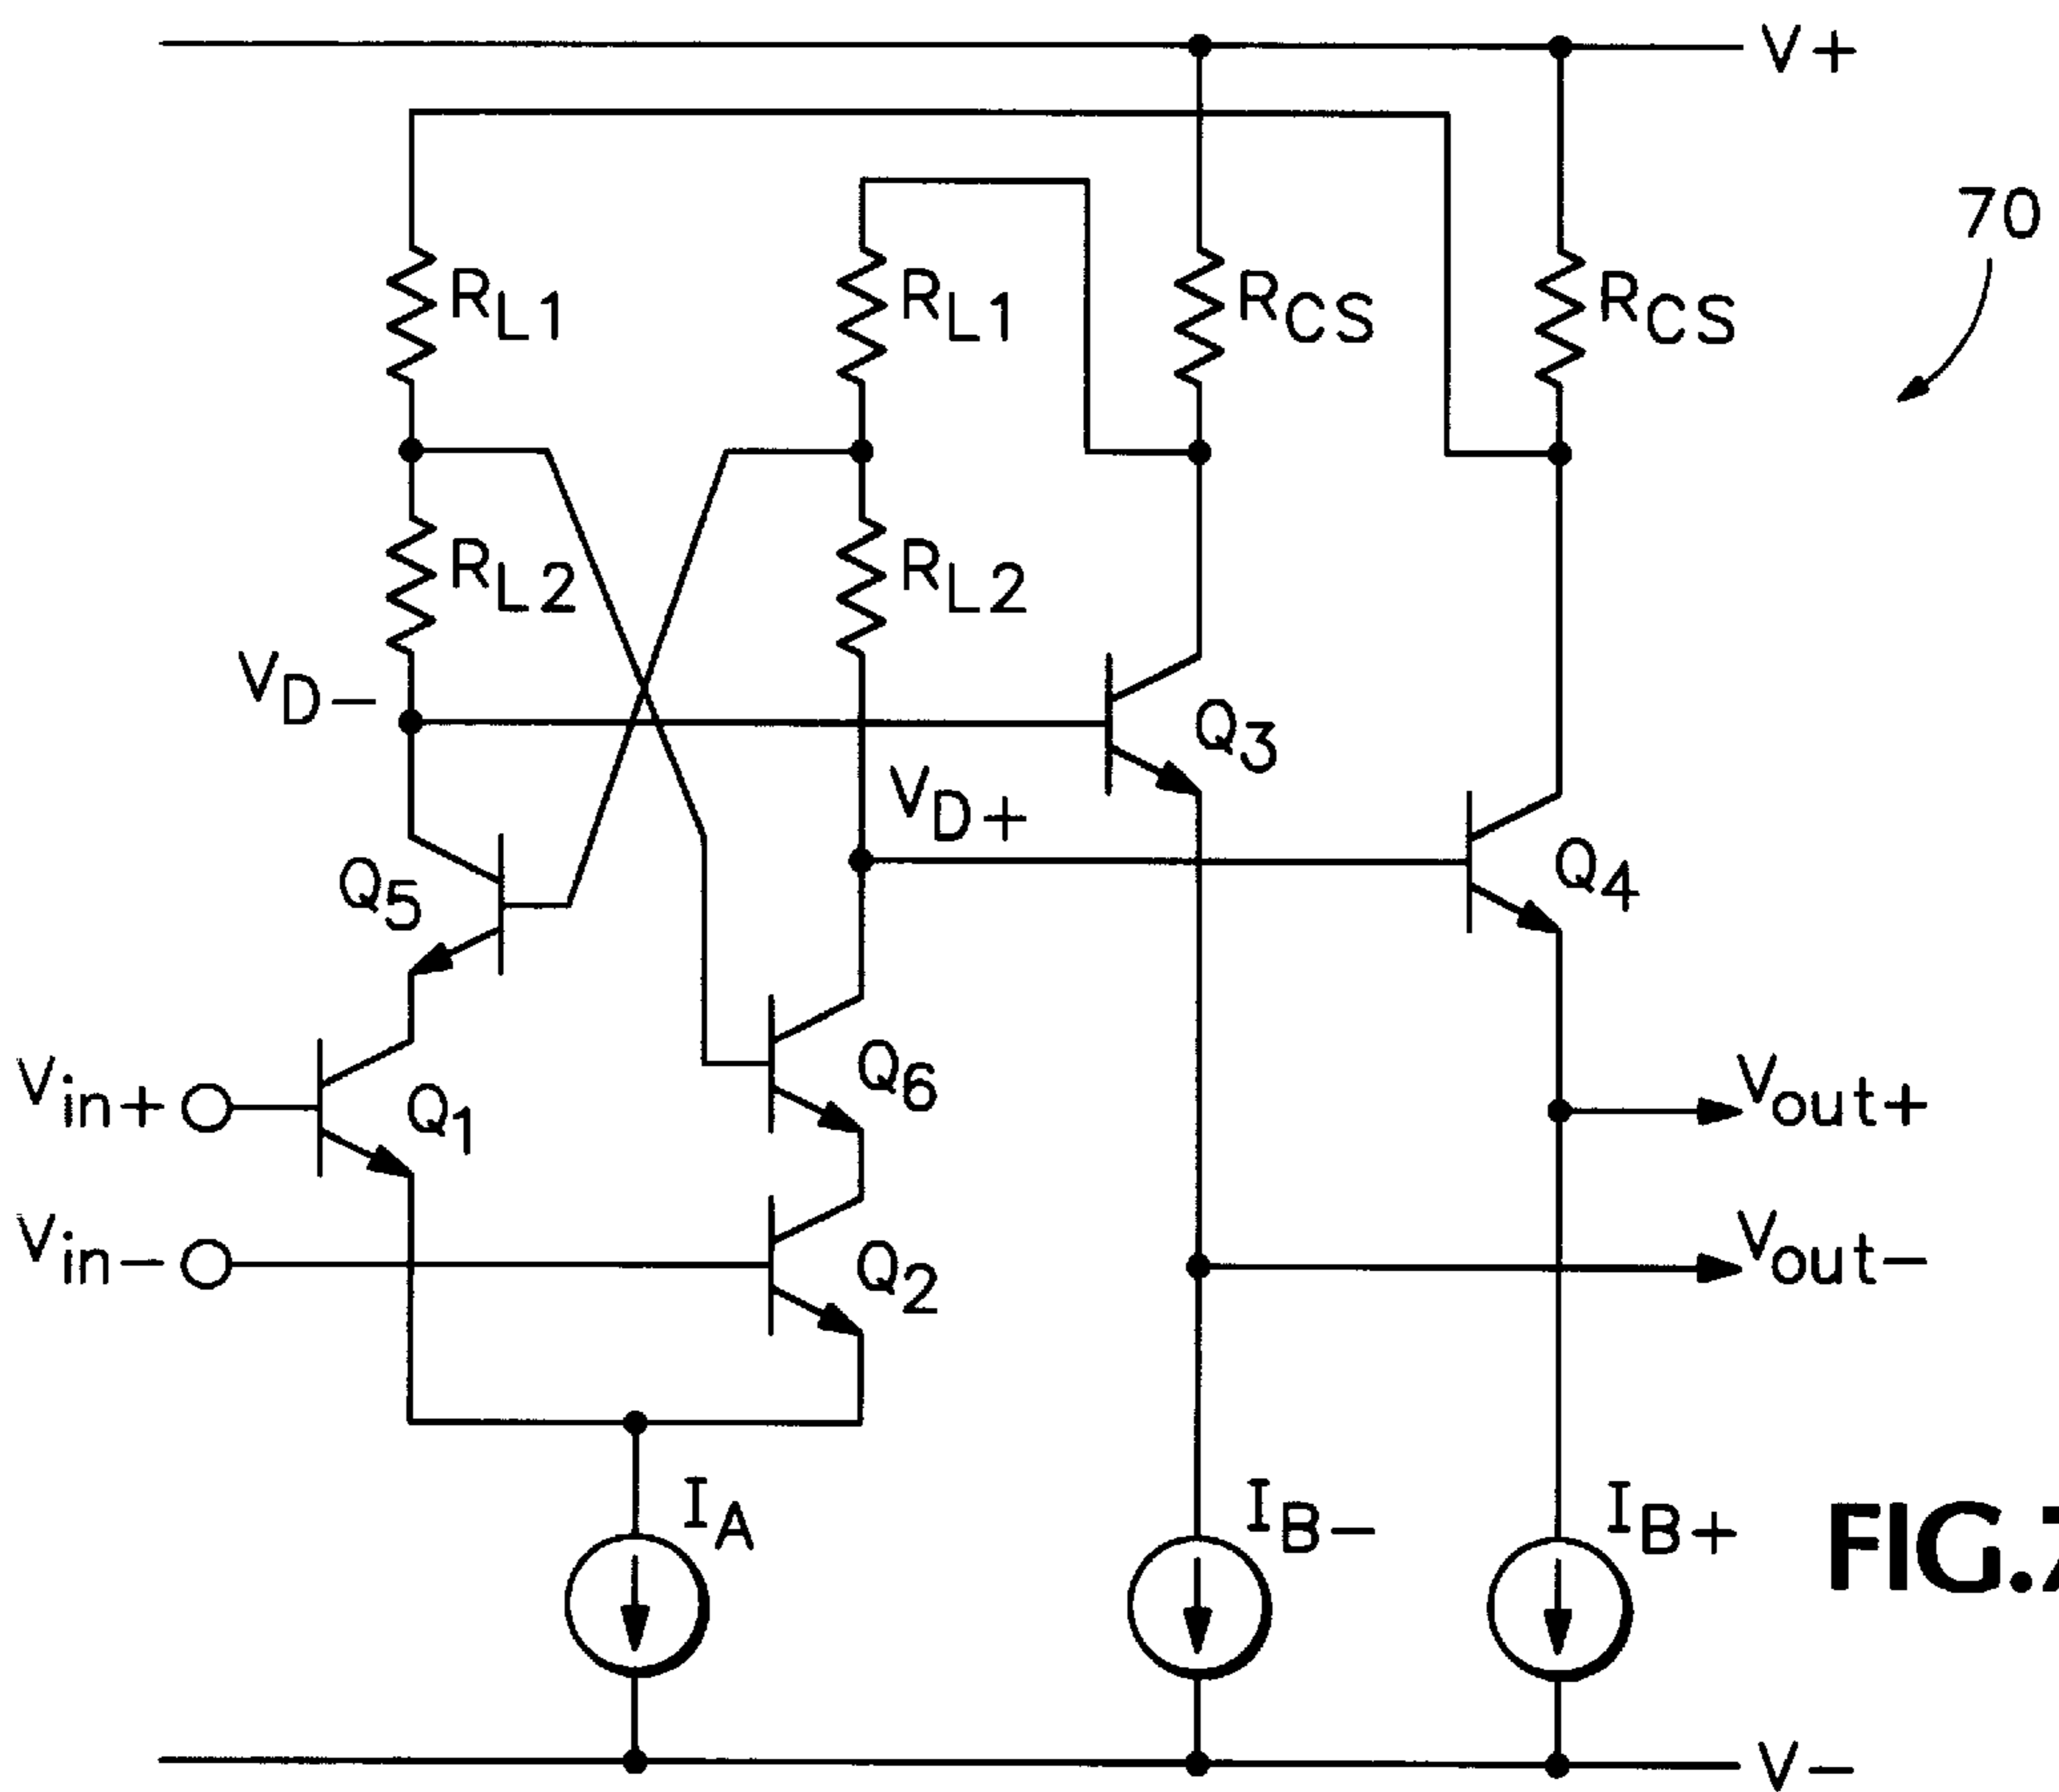 V+
70
RL1
RL1
RCS
RCS
RL2
RL2
VD-
Q3
VD+
Q4
Q5
Q6
Vin+
Q1
Vout+
Vin-
Q2
Vout-
IA
IB-
IB+
FIG.
V-